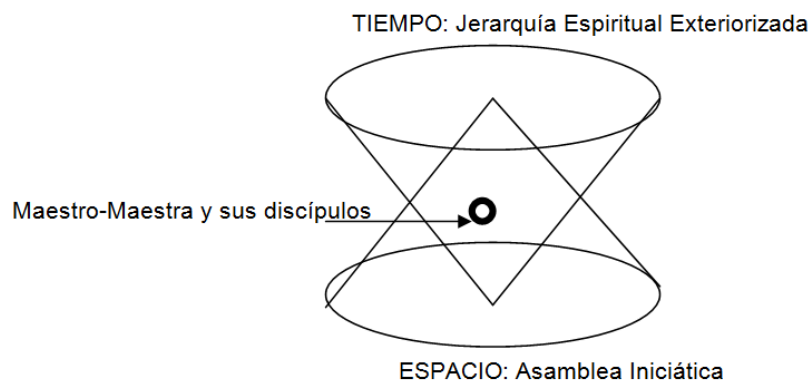 TIEMPO: Jerarquía Espiritual Exteriorizada
Maestro-Maestra y sus discípulos
ESPACIO: Asamblea Iniciática